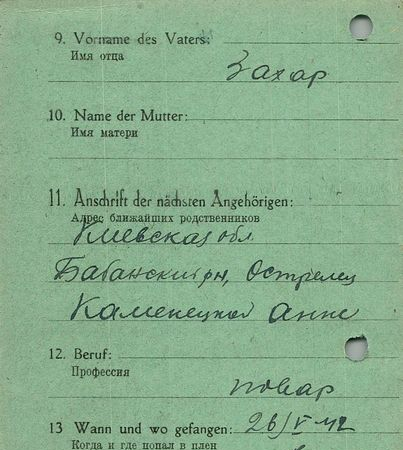 9. Vorname des Vaters:
Имя отца
Захар
10. Name der Mutter:
Имя матери
11. Anschrift der nächsten Angehörigen:
Адрес ближайших родственников
Киевская обл
Бабанский рн, Острелец
Каменецкой Анне
12. Beruf:
Профессия
повар
13 Wann und wo gefangen: 26/V 42
Когда и где попал в плен